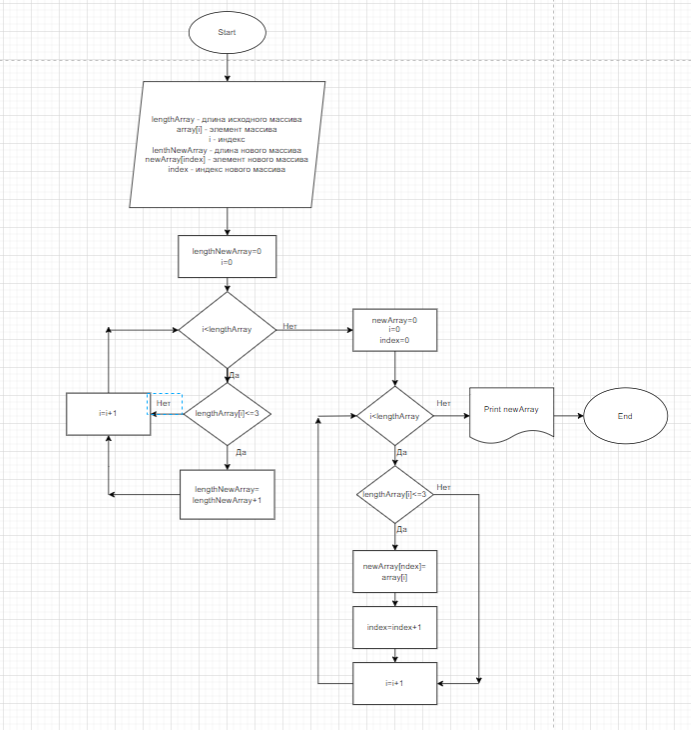 Start
lengthArray - длина исходного массива
array[i] - элемент массива
i - индекс
lenthNewArray - длина нового массива
newArray[index] - элемент нового массива
index - индекс нового массива
lengthNewArray=0
i=0
i<lengthArray
Нет
Да
lengthArray[i]<=3
Нет
i=i+1
Да
lengthNewArray=
lengthNewArray+1
newArray=0
i=0
index=0
i<lengthArray
Нет
Print newArray
End
Да
lengthArray[i]<=3
Нет
Да
newArray[ndex]=
array[i]
index=index+1
i=i+1